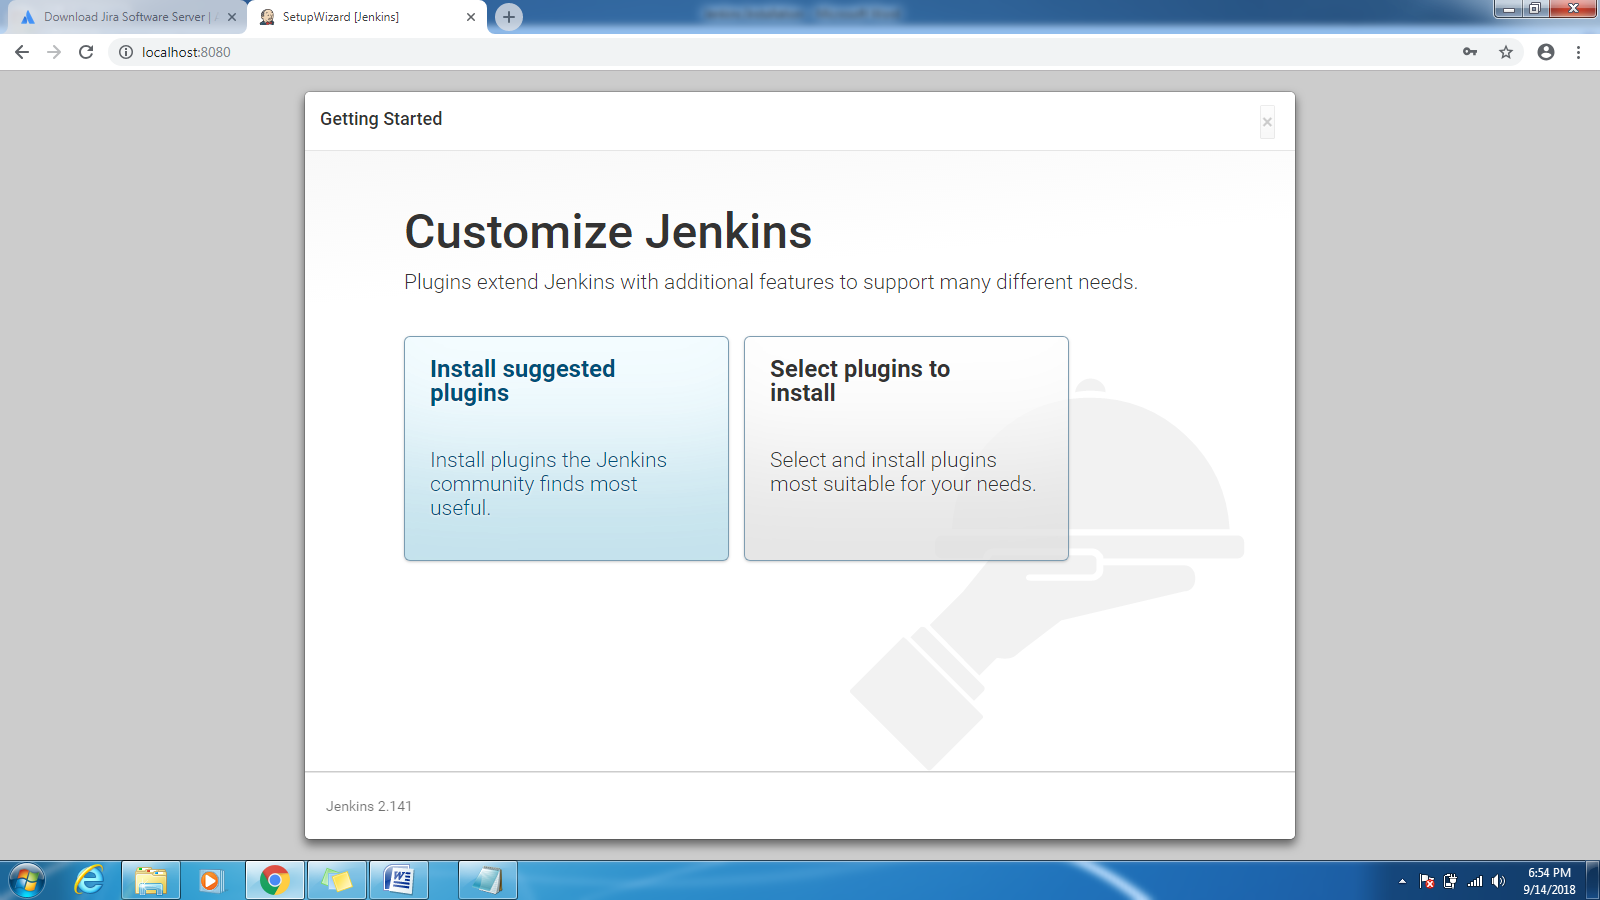 Download Jira Software Server |
SetupWizard [Jenkins]
localhost:8080
Getting Started
Customize Jenkins
Plugins extend Jenkins with additional features to support many different needs.
Install suggested
plugins
Install plugins the Jenkins
community finds most
useful.
Select plugins to
install
Select and install plugins
most suitable for your needs.
Jenkins 2.141
6:54 PM
9/14/2018